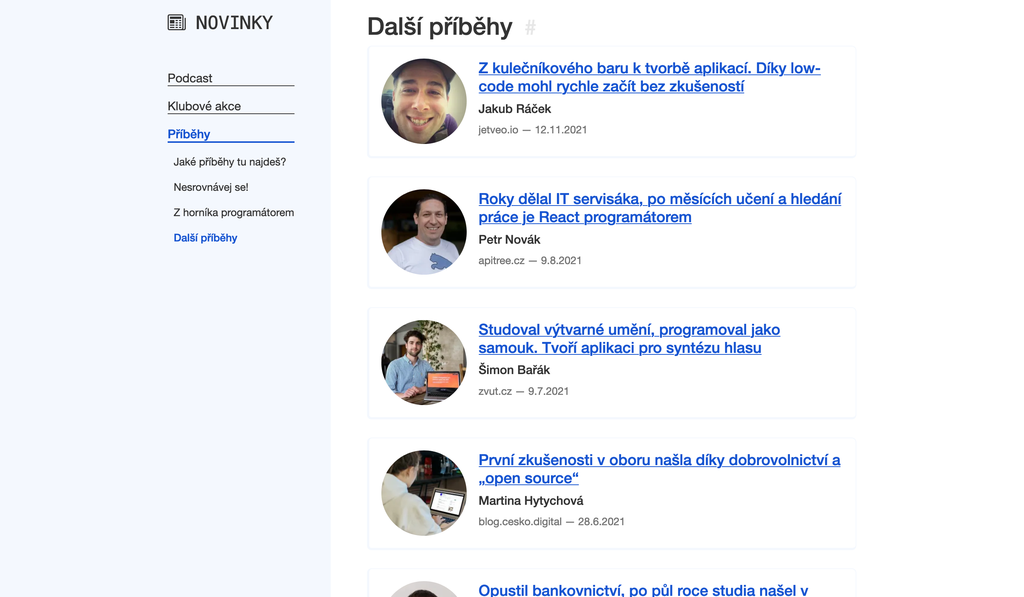 NOVINKY
Podcast
Klubové akce
Příběhy
Jaké příběhy tu najdeš?
Nesrovnávej se!
Z horníka programátorem
Další příběhy
Další příběhy #
Z kulečníkového baru k tvorbě aplikací. Díky low-
code mohl rychle začít bez zkušeností
Jakub Ráček
jetveo.io — 12.11.2021
Roky dělal IT servisáka, po měsících učení a hledání
práce je React programátorem
Petr Novák
apitree.cz — 9.8.2021
Studoval výtvarné umění, programoval jako
samouk. Tvoří aplikaci pro syntézu hlasu
Šimon Bařák
zvut.cz — 9.7.2021
První zkušenosti v oboru našla díky dobrovolnictví a
„open source“
Martina Hytychová
blog.cesko.digital — 28.6.2021
Opustil bankovnictví, po půl roce studia našel v